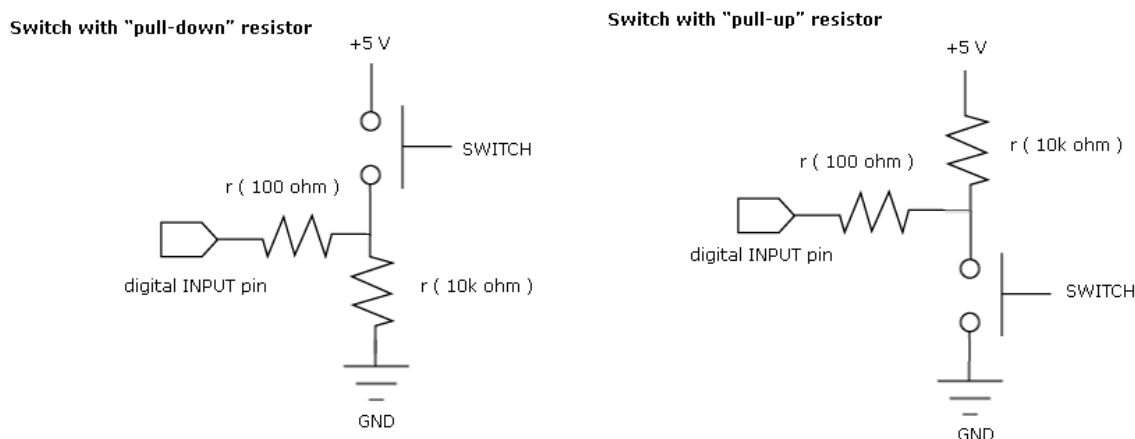 Switch with "pull-down" resistor
+5 V
SWITCH
r ( 100 ohm )
digital INPUT pin
r ( 10k ohm )
GND
Switch with "pull-up" resistor
+5 V
r ( 10k ohm )
r ( 100 ohm )
digital INPUT pin
SWITCH
GND